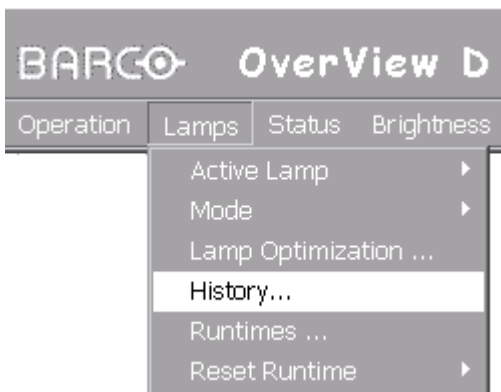 BARCO OverView D
Operation Lamps Status Brightness
Active Lamp
Mode
Lamp Optimization ...
History...
Runtimes ...
Reset Runtime